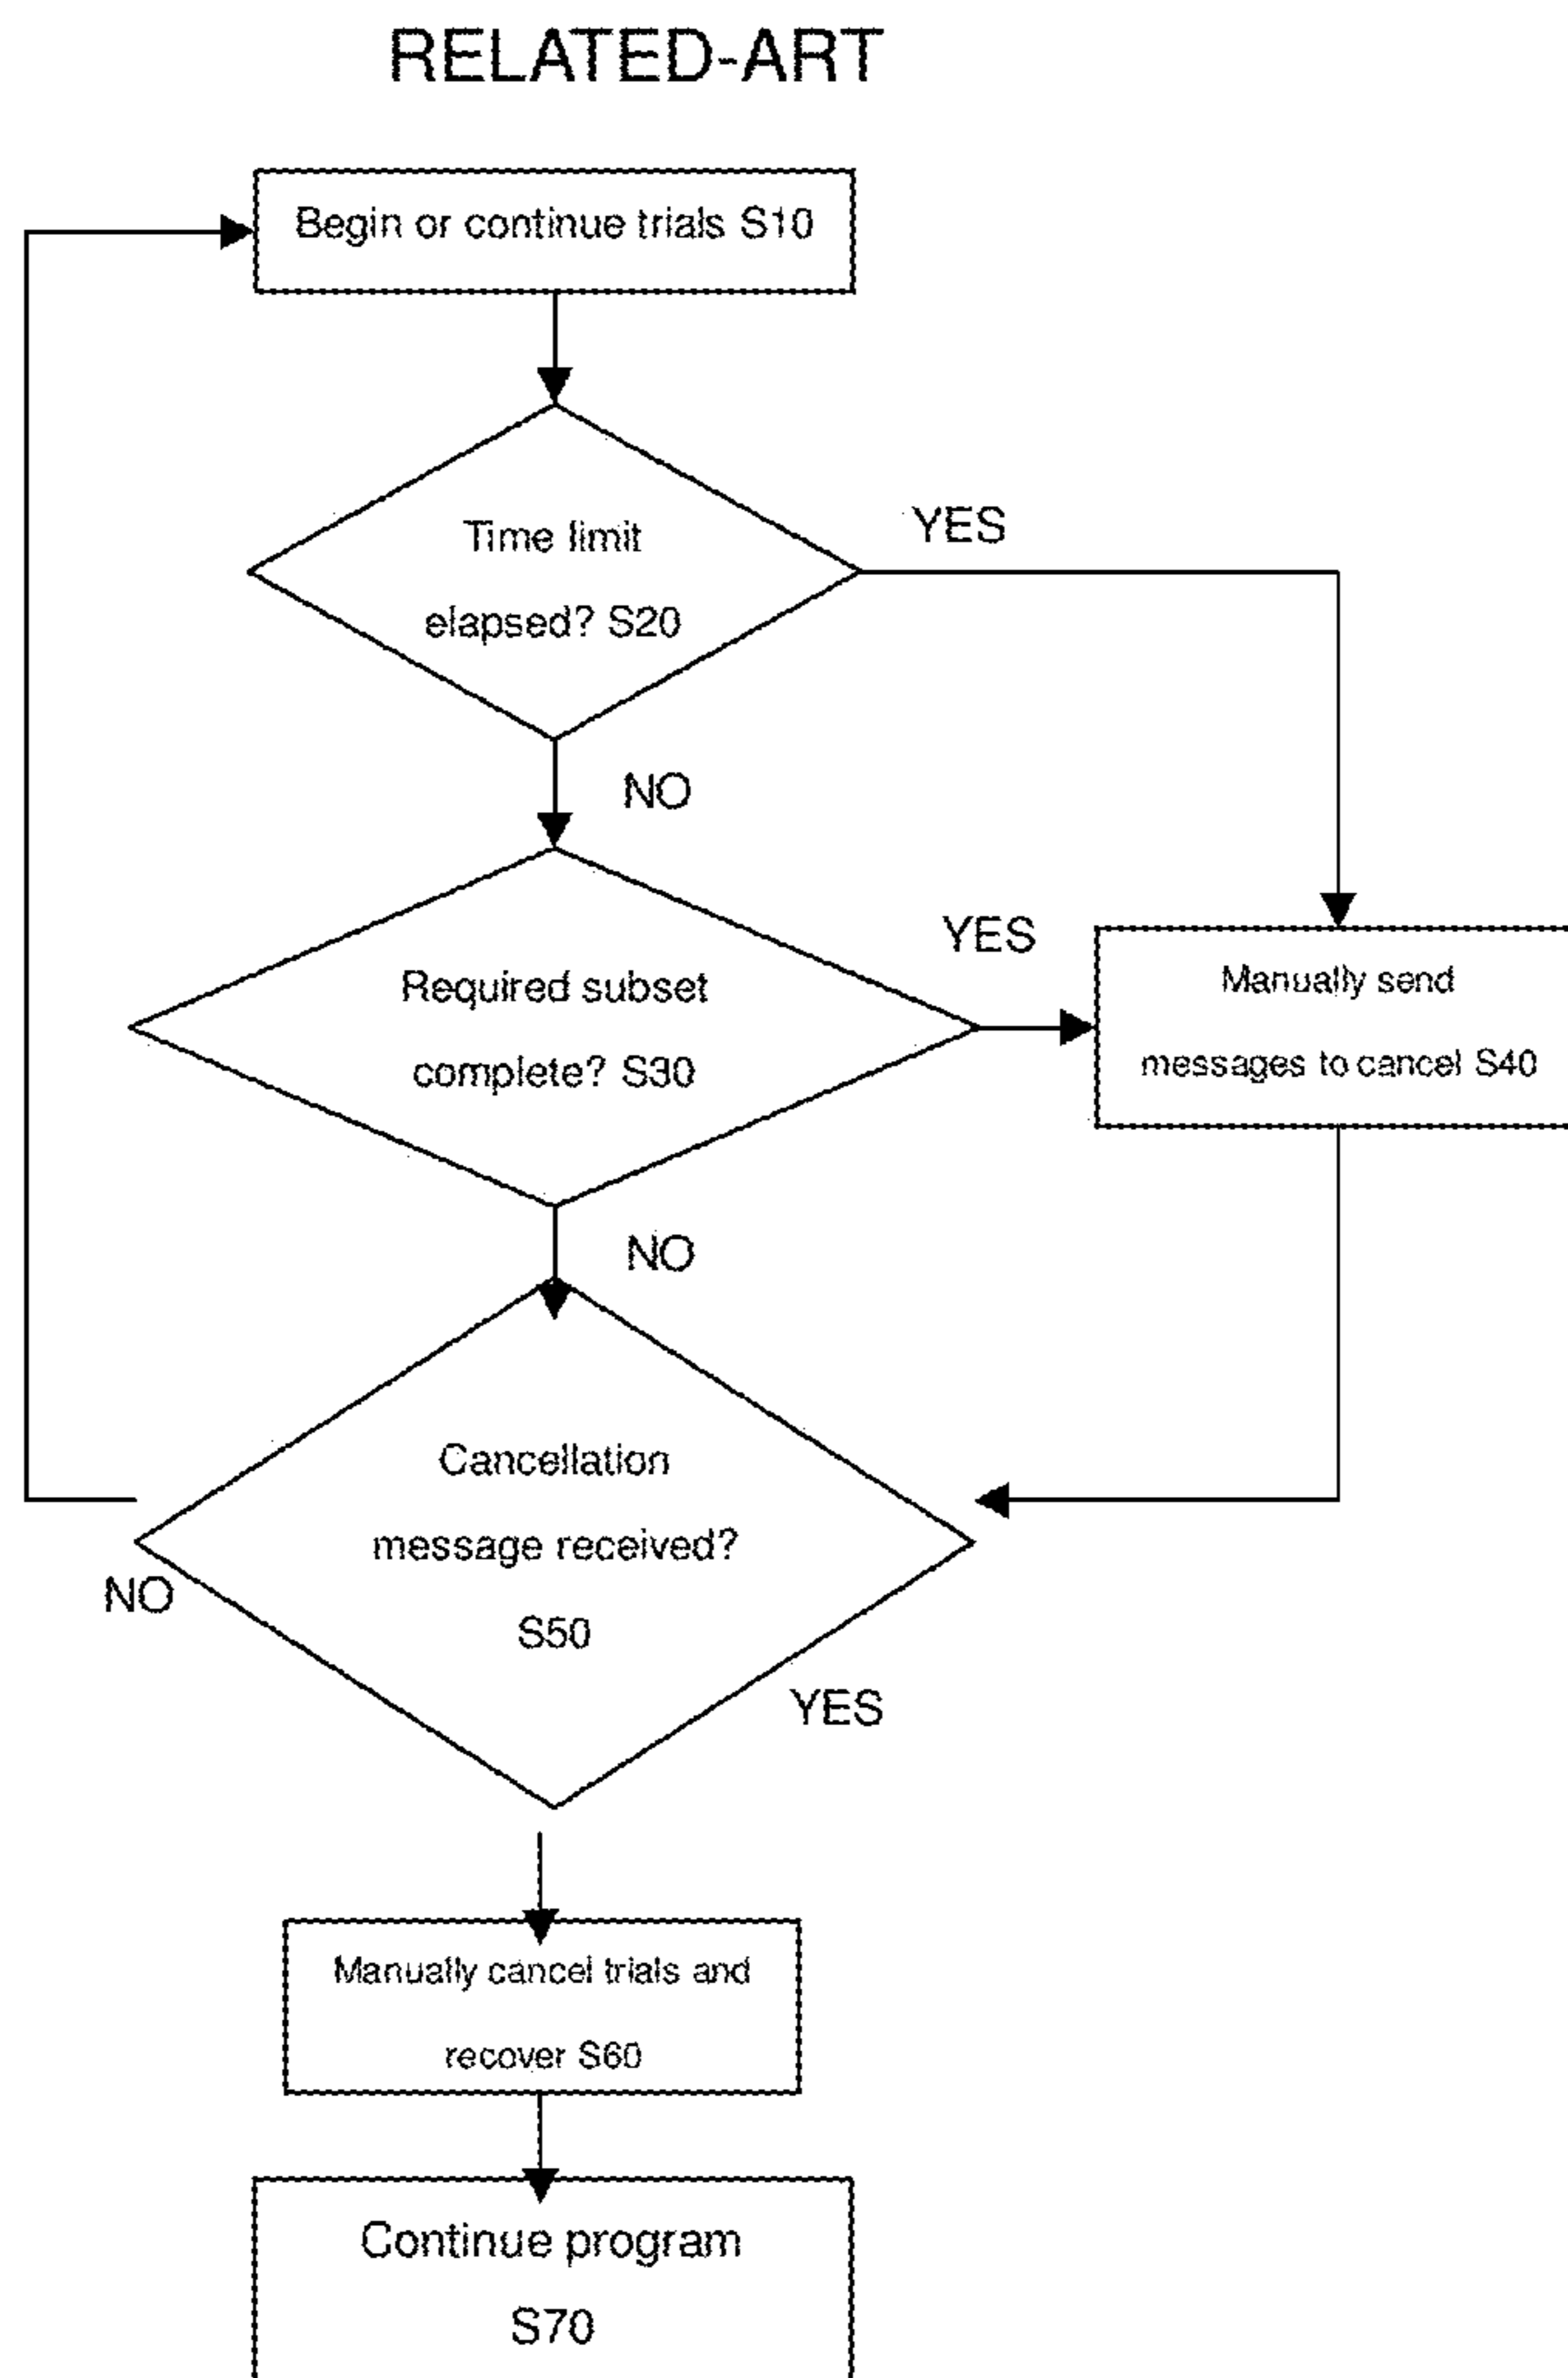 RELATED-ART
Begin or continue trials S10
Time limit
elapsed? S20
YES
NO
Required subset
complete? S30
YES
Manually send
messages to cancel S40
NO
Cancellation
message received?
S50
NO
YES
Manually cancel trials and
recover S60
Continue program
S70